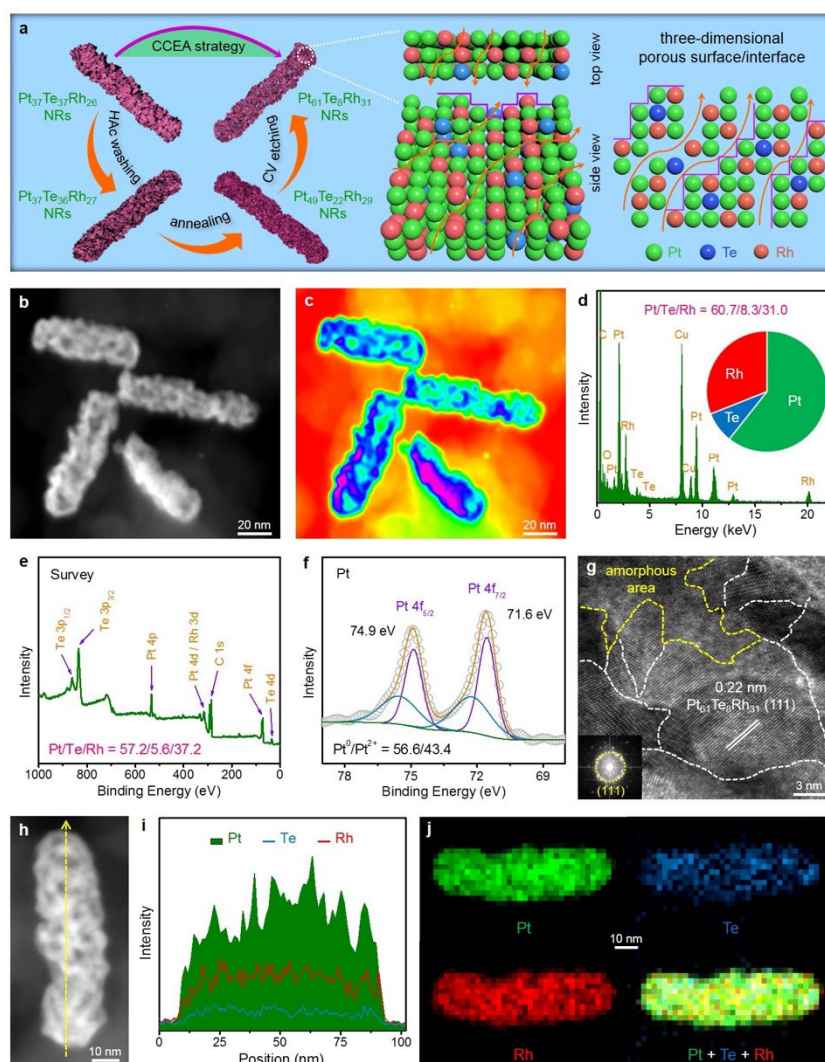 a
CCEA strategy
Pt37Te37Rh26
NRs
HAc washing
Pt37Te36Rh27
NRs
annealing
Pt49Te22Rh29
NRs
CV etching
Pt61Te8Rh31
NRs
top view
side view
three-dimensional
porous surface/interface
Pt
Te
Rh
b
20 nm
c
20 nm
d
Pt/Te/Rh = 60.7/8.3/31.0
Intensity
C
Pt
O
Pt
Rh
Te
Te
Cu
Cu
Pt
Pt
Pt
Rh
Rh
Te
Pt
0 5 10 15 20
Energy (keV)
e
Survey
Te 3p1/2
Te 3p3/2
Pt 4p
Pt 4d / Rh 3d
C 1s
Pt 4f
Te 4d
Intensity
Pt/Te/Rh = 57.2/5.6/37.2
1000 800 600 400 200 0
Binding Energy (eV)
f
Pt
Pt 4f5/2
Pt 4f7/2
74.9 eV
71.6 eV
Intensity
Pt0/Pt2+ = 56.6/43.4
78 75 72 69
Binding Energy (eV)
g
amorphous
area
0.22 nm
Pt61Te8Rh31 (111)
(111)
3 nm
h
10 nm
i
Pt
Te
Rh
Intensity
0 25 50 75 100
Position (nm)
j
Pt
Te
10 nm
Rh
Pt + Te + Rh